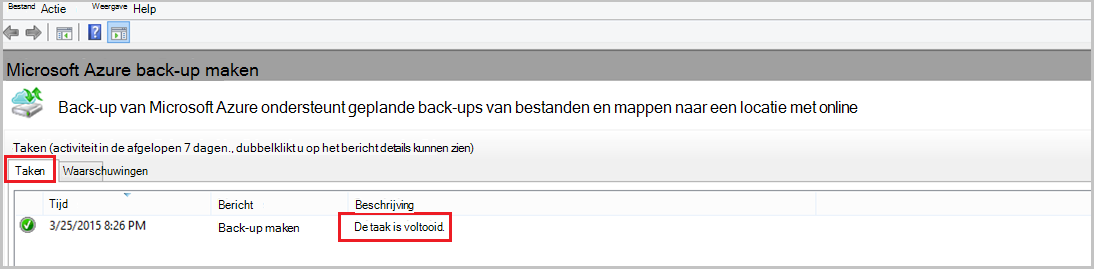 Bestand Actie Weergave Help
Microsoft Azure back-up maken
Back-up van Microsoft Azure ondersteunt geplande back-ups van bestanden en mappen naar een locatie met online
Taken (activiteit in de afgelopen 7 dagen., dubbelklikt u op het bericht details kunnen zien)
Taken Waarschuwingen
Tijd Bericht Beschrijving
3/25/2015 8:26 PM Back-up maken De taak is voltooid.